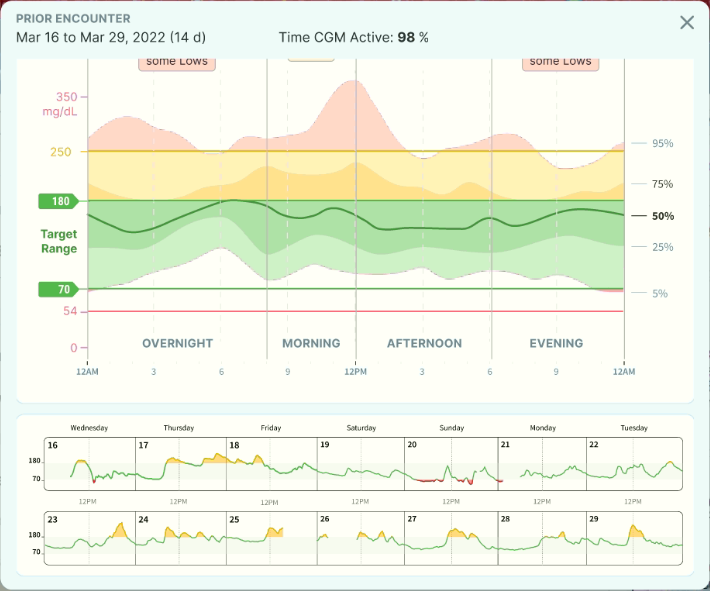 PRIOR ENCOUNTER
Mar 16 to Mar 29, 2022 (14 d)
Time CGM Active: 98 %
some Lows
some Lows
350
mg/dL
250
180
Target
Range
70
54
0
95%
75%
50%
25%
5%
OVERNIGHT
MORNING
AFTERNOON
EVENING
12AM
3
6
9
12PM
3
6
9
12AM
Wednesday
Thursday
Friday
Saturday
Sunday
Monday
Tuesday
16
17
18
19
20
21
22
180
70
12PM
12PM
12PM
12PM
12PM
12PM
12PM
23
24
25
26
27
28
29
180
70